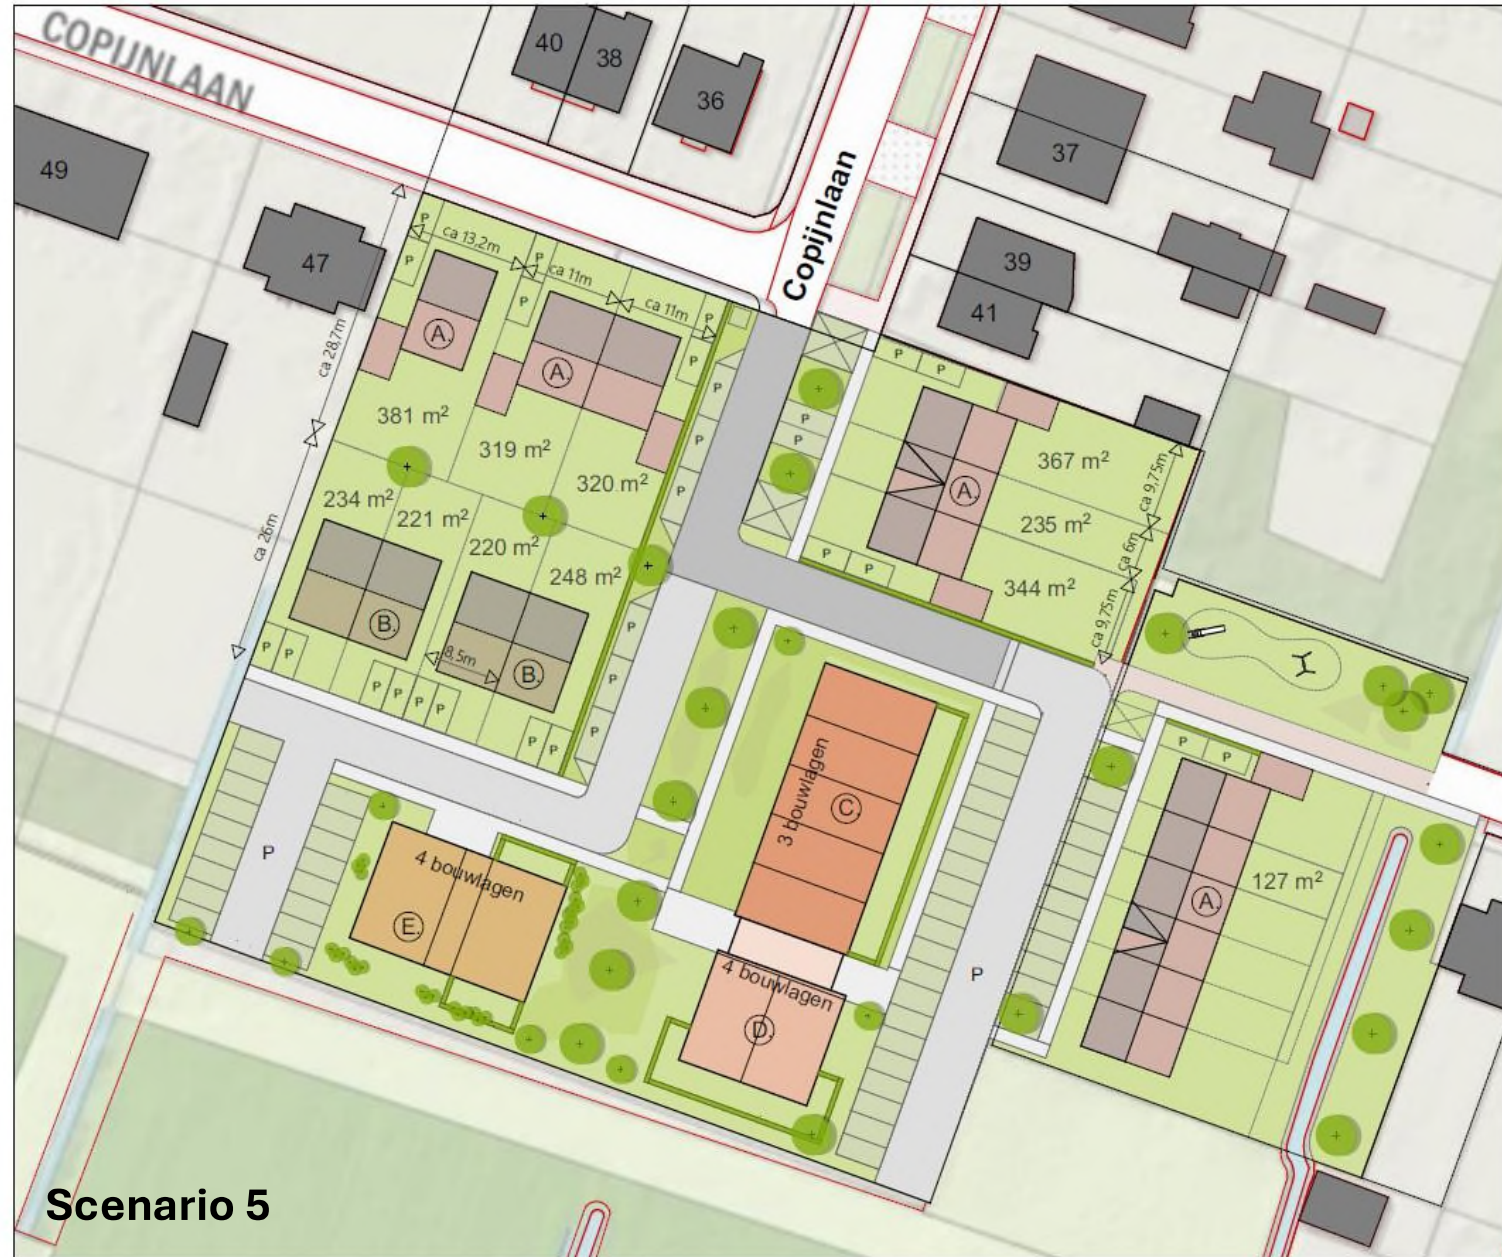 COPIJNLAAN
40
38
36
37
49
47
Copijnlaan
39
41
P
ca 13,2m
P
P
ca 11m
P
ca 11m
P
P
P
P
P
P
P
P
P
P
A.
A.
ca 28,7m
381 m²
319 m²
320 m²
367 m²
ca 9,75m
A.
235 m²
ca 6m
344 m²
ca 9,75m
234 m²
221 m²
220 m²
248 m²
ca 26m
P
P
B.
8,5m
B.
P
P
P
P
P
P
P
P
P
P
P
P
P
3 bouwlagen
C.
P
4 bouwlagen
E.
127 m²
A.
4 bouwlagen
D.
P
Scenario 5